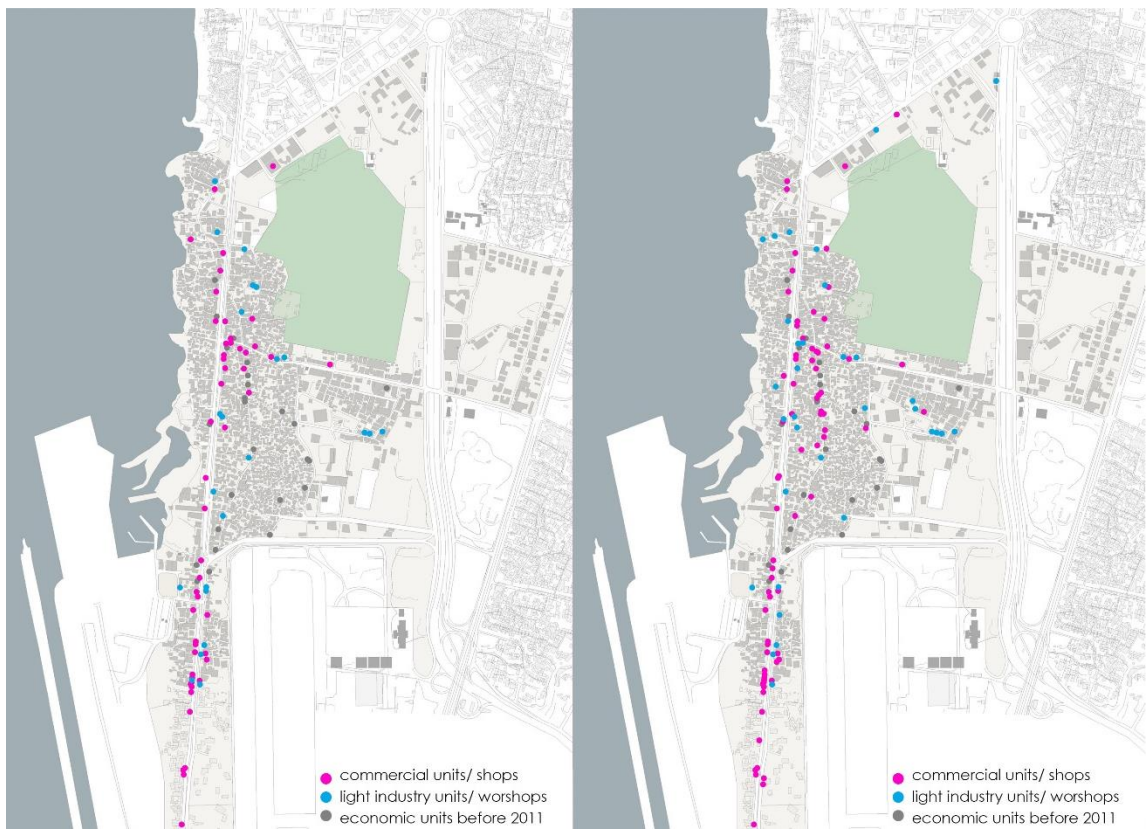 commercial units/ shops
light industry units/ worshops
economic units before 2011
commercial units/ shops
light industry units/ worshops
economic units before 2011